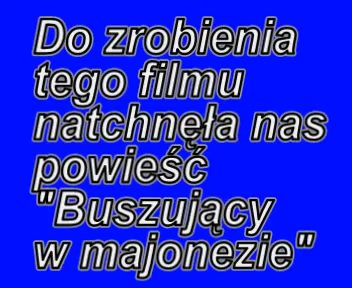 Do zrobienia
tego filmu
natchnęła nas
powieść
"Buszujący
w majonezie"